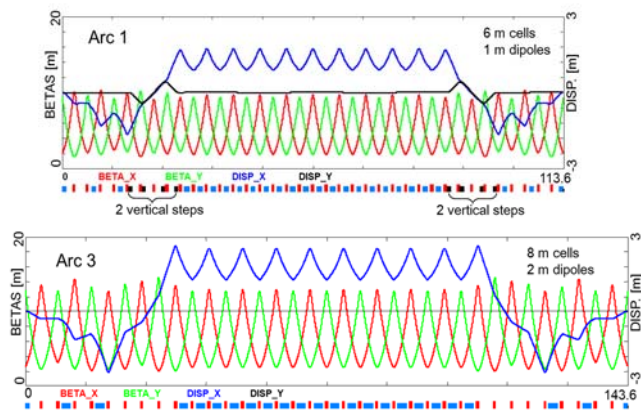 Arc 1
6 m cells
1 m dipoles
20
3
BETAS [m]
DISP. [m]
0
-3
0
BETA_X BETA_Y DISP_X DISP_Y
113.6
2 vertical steps
2 vertical steps
Arc 3
8 m cells
2 m dipoles
20
3
BETAS [m]
DISP. [m]
0
-3
0
BETA_X BETA_Y DISP_X DISP_Y
143.6